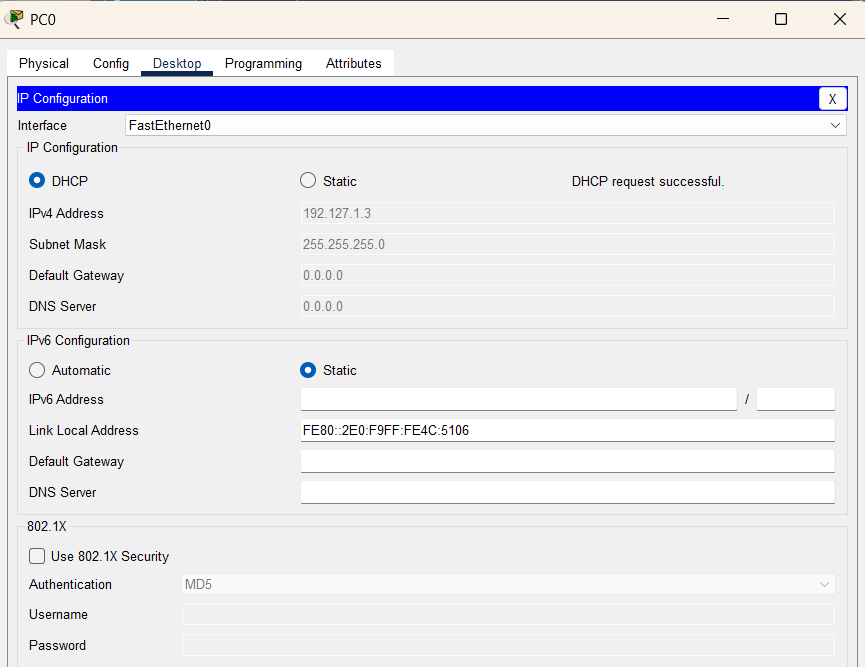 PC0
Physical Config Desktop Programming Attributes
IP Configuration X
Interface FastEthernet0
IP Configuration
DHCP Static DHCP request successful.
IPv4 Address 192.127.1.3
Subnet Mask 255.255.255.0
Default Gateway 0.0.0.0
DNS Server 0.0.0.0
IPv6 Configuration
Automatic Static
IPv6 Address /
Link Local Address FE80::2E0:F9FF:FE4C:5106
Default Gateway
DNS Server
802.1X
Use 802.1X Security
Authentication MD5
Username
Password